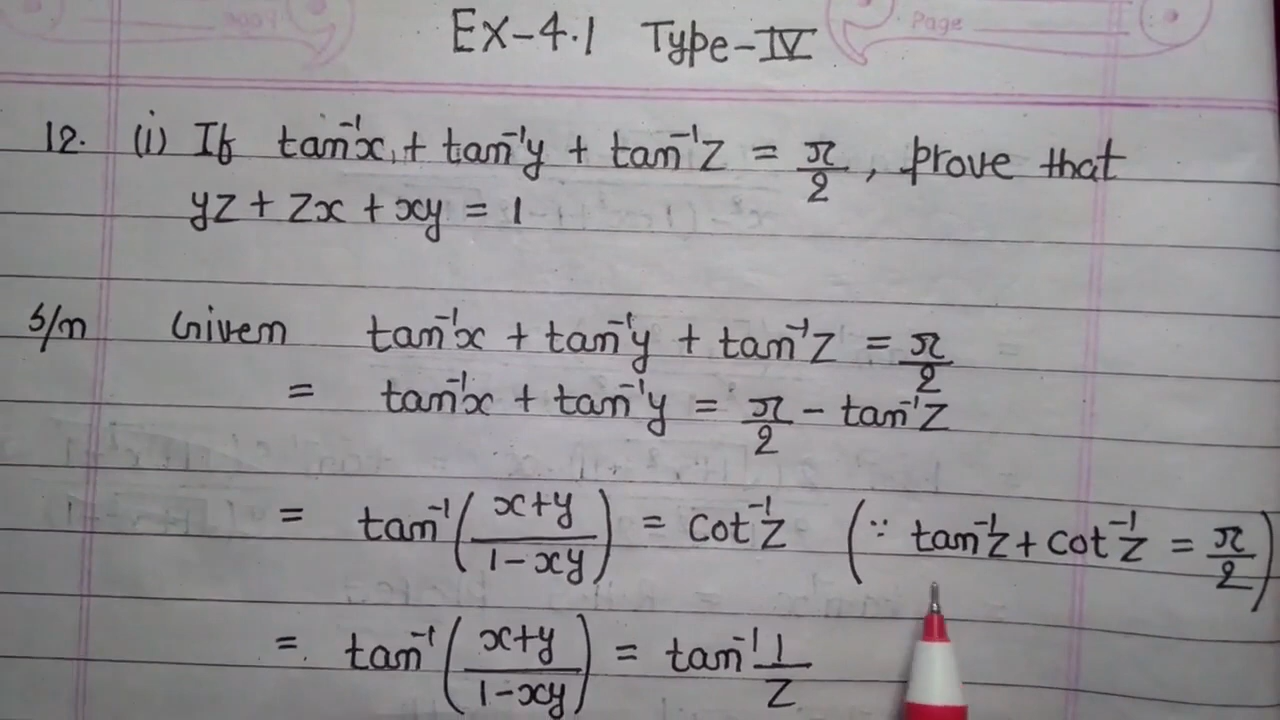 Page
Ex-4.1 Type-IV
12. (i) If tan⁻¹x + tan⁻¹y + tan⁻¹z = π/2, prove that
yz + zx + xy = 1
s/n Given tan⁻¹x + tan⁻¹y + tan⁻¹z = π/2
= tan⁻¹x + tan⁻¹y = π/2 - tan⁻¹z
= tan⁻¹((x+y)/(1-xy)) = cot⁻¹z (∵ tan⁻¹z + cot⁻¹z = π/2)
= tan⁻¹((x+y)/(1-xy)) = tan⁻¹ 1/z